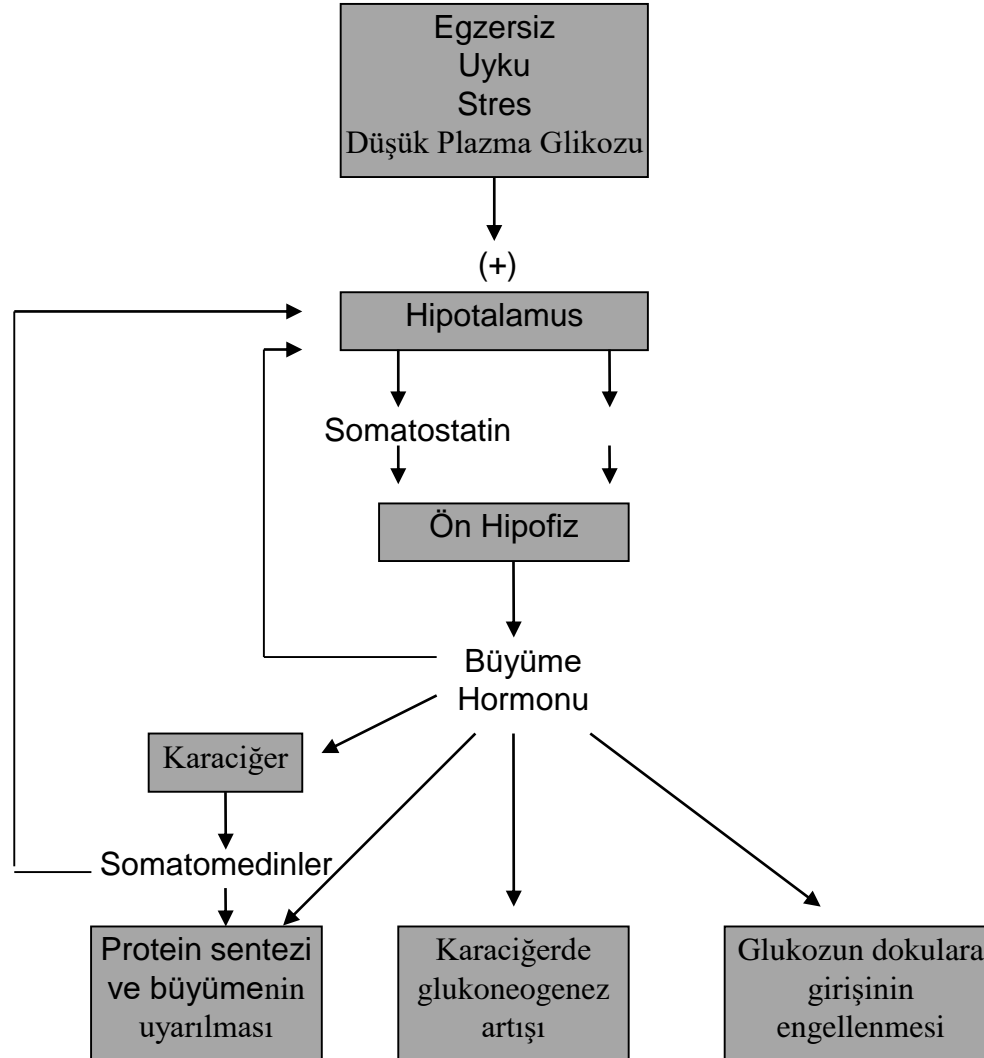 Egzersiz
Uyku
Stres
Düşük Plazma Glikozu
(+)
Hipotalamus
Somatostatin
Ön Hipofiz
Büyüme
Hormonu
Karaciğer
Somatomedinler
Protein sentezi
ve büyümenin
uyarılması
Karaciğerde
glukoneogenez
artışı
Glukozun dokulara
girişinin
engellenmesi